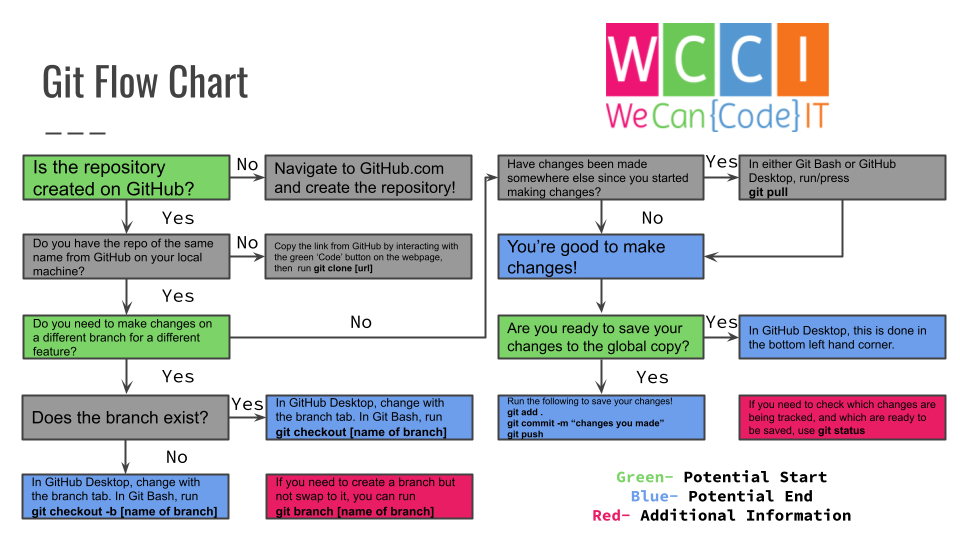 Git Flow Chart
WCCI
We Can {Code} IT
Is the repository
created on GitHub?
No
Navigate to GitHub.com
and create the repository!
Yes
Do you have the repo of the same
name from GitHub on your local
machine?
No
Copy the link from GitHub by interacting with
the green ‘Code’ button on the webpage,
then run git clone [url]
Yes
Do you need to make changes on
a different branch for a different
feature?
No
Yes
Does the branch exist?
Yes
In GitHub Desktop, change with
the branch tab. In Git Bash, run
git checkout [name of branch]
No
In GitHub Desktop, change with
the branch tab. In Git Bash, run
git checkout -b [name of branch]
If you need to create a branch but
not swap to it, you can run
git branch [name of branch]
Have changes been made
somewhere else since you started
making changes?
Yes
In either Git Bash or GitHub
Desktop, run/press
git pull
No
You’re good to make
changes!
Are you ready to save your
changes to the global copy?
Yes
In GitHub Desktop, this is done in
the bottom left hand corner.
Yes
Run the following to save your changes!
git add .
git commit -m “changes you made”
git push
If you need to check which changes are
being tracked, and which are ready to
be saved, use git status
Green- Potential Start
Blue- Potential End
Red- Additional Information